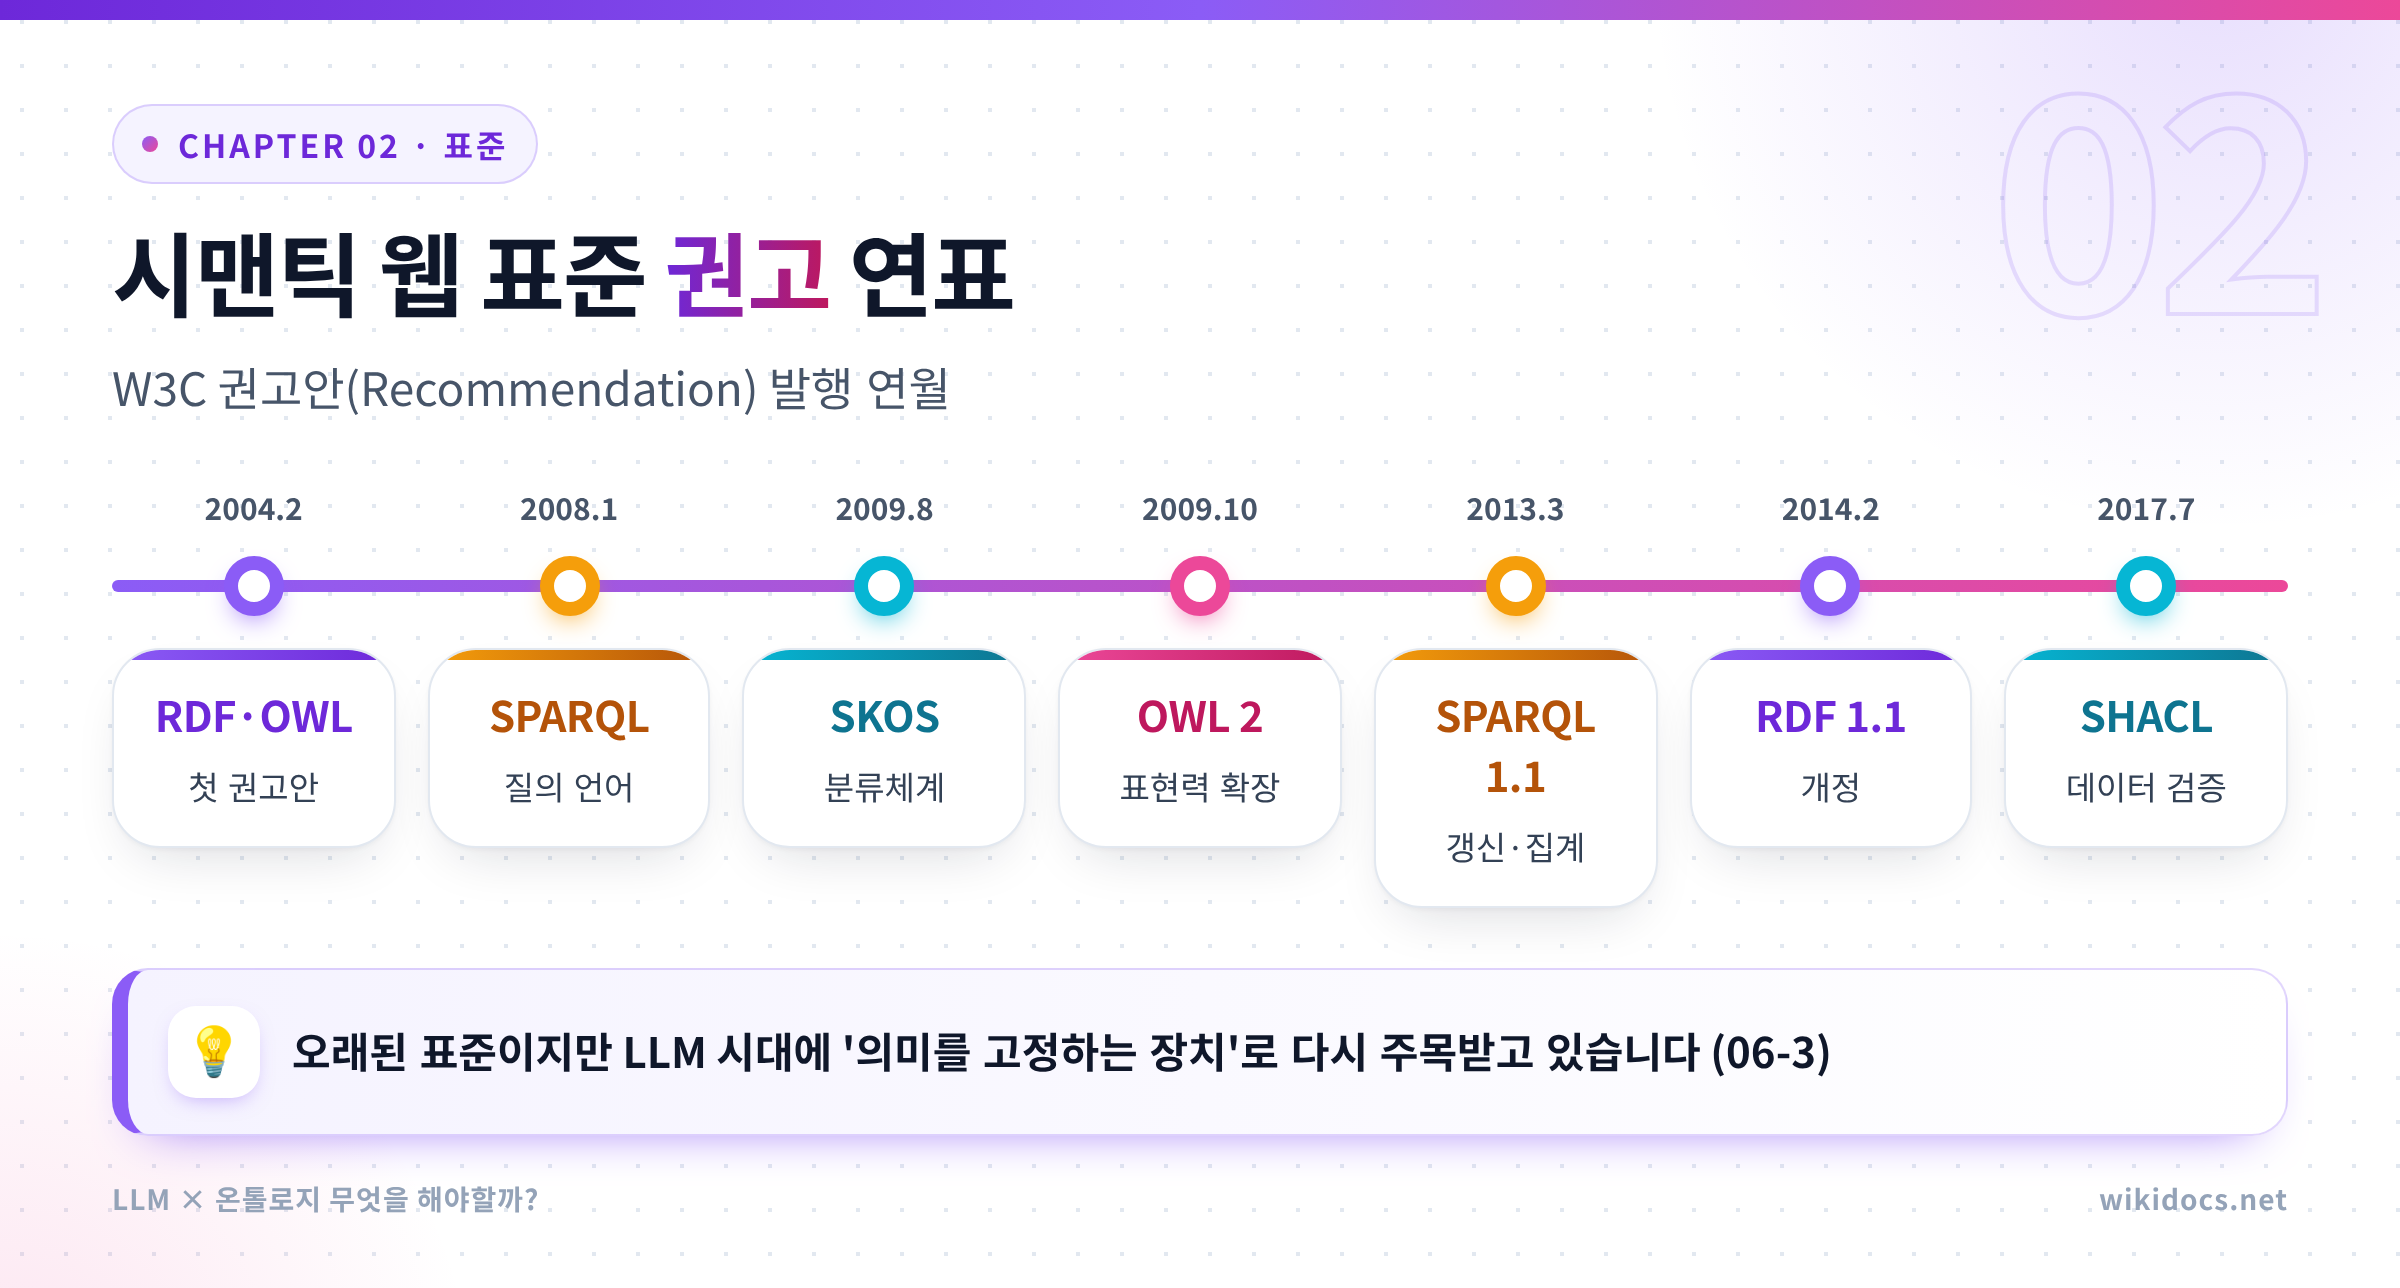 CHAPTER 02 · 표준
02
시맨틱 웹 표준 권고 연표
W3C 권고안(Recommendation) 발행 연월
2004.2
2008.1
2009.8
2009.10
2013.3
2014.2
2017.7
RDF·OWL
첫 권고안
SPARQL
질의 언어
SKOS
분류체계
OWL 2
표현력 확장
SPARQL
1.1
갱신·집계
RDF 1.1
개정
SHACL
데이터 검증
오래된 표준이지만 LLM 시대에 '의미를 고정하는 장치'로 다시 주목받고 있습니다 (06-3)
LLM × 온톨로지 무엇을 해야할까?
wikidocs.net